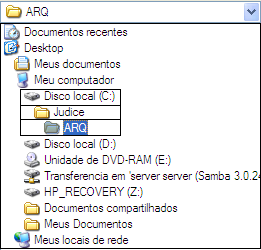 ARQ
Documentos recentes
Desktop
Meus documentos
Meu computador
Disco local (C:)
Judice
ARQ
Disco local (D:)
Unidade de DVD-RAM (E:)
Transferencia em 'server server (Samba 3.0.24
HP_RECOVERY (Z:)
Documentos compartilhados
Meus Documentos
Meus locais de rede